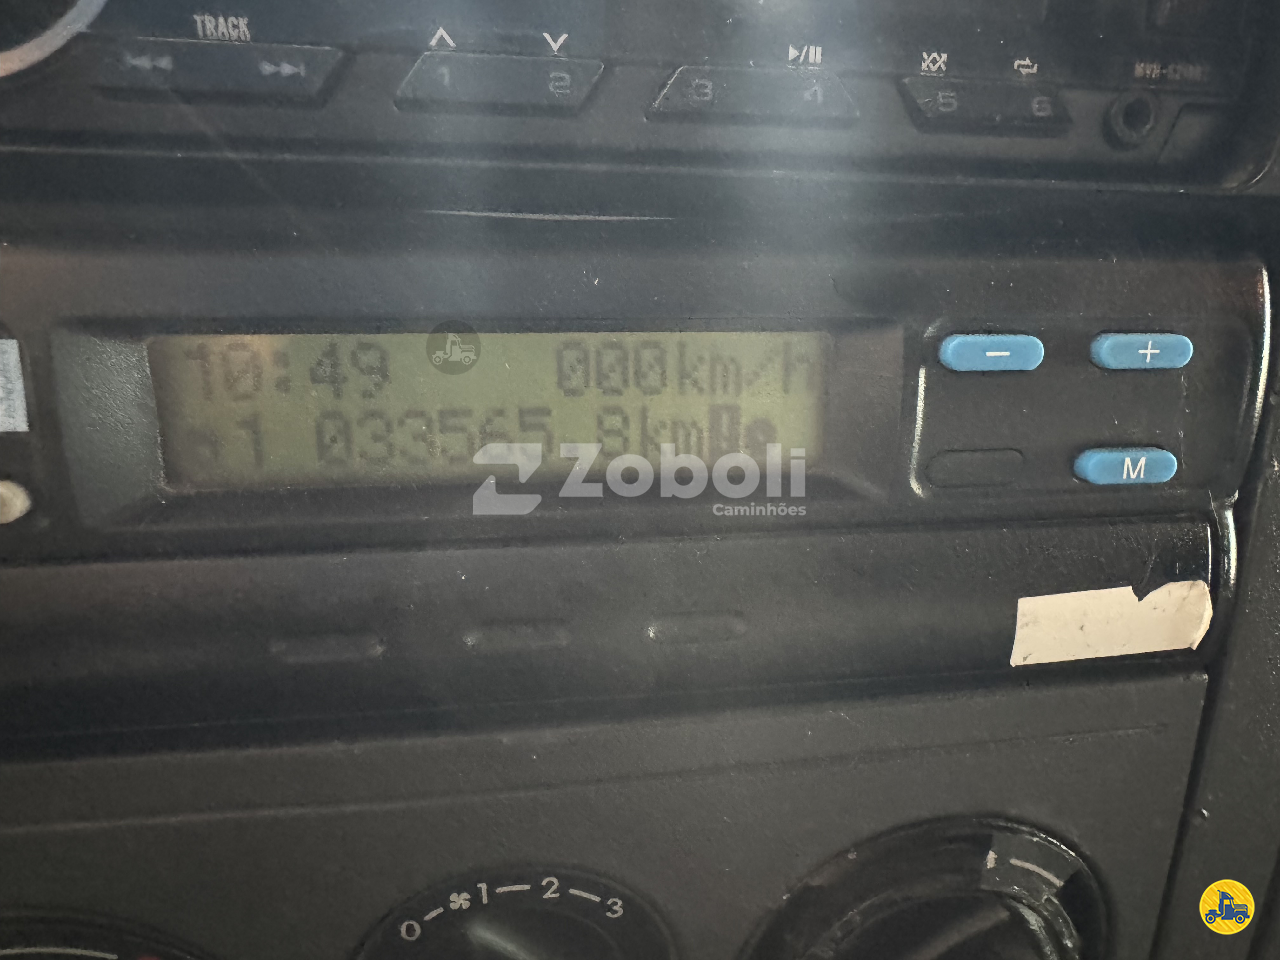 TRACK
1 2 3 4 5 6
10:49 000km/h
1 033565.8km
Zoboli
Caminhões
- +
M
0 1 2 3